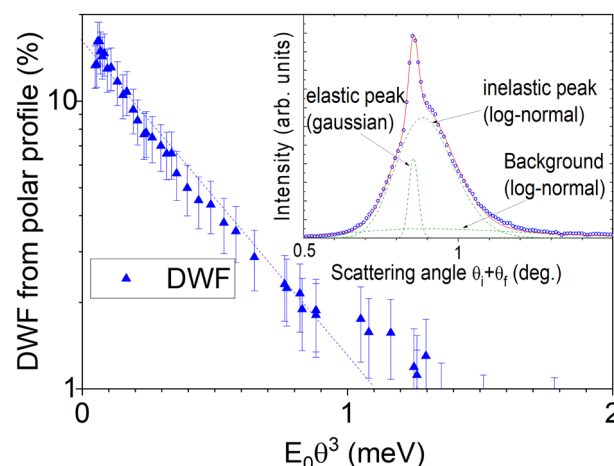 DWF from polar profile (%)
10
1
0
1
2
E₀θ³ (meV)
DWF
Intensity (arb. units)
elastic peak
(gaussian)
inelastic peak
(log-normal)
Background
(log-normal)
0.5
1
Scattering angle θᵢ+θf (deg.)